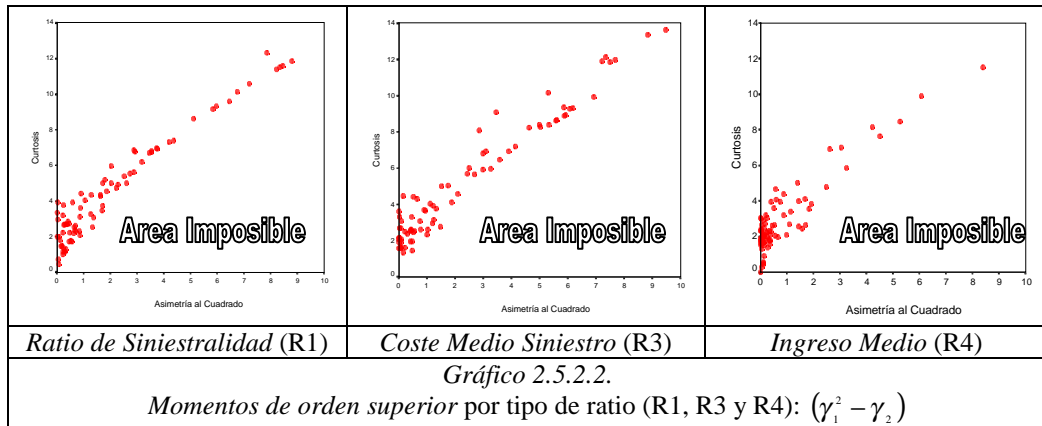 14
12
10
8
6
4
2
0
Curtosis
0 1 2 3 4 5 6 7 8 9 10
Asimetría al Cuadrado
Area Imposible
14
12
10
8
6
4
2
0
Curtosis
0 1 2 3 4 5 6 7 8 9 10
Asimetría al Cuadrado
Area Imposible
14
12
10
8
6
4
2
0
Curtosis
0 1 2 3 4 5 6 7 8 9 10
Asimetría al Cuadrado
Area Imposible
Ratio de Siniestralidad (R1)
Coste Medio Siniestro (R3)
Ingreso Medio (R4)
Gráfico 2.5.2.2.
Momentos de orden superior por tipo de ratio (R1, R3 y R4): (γ₁² − γ₂)